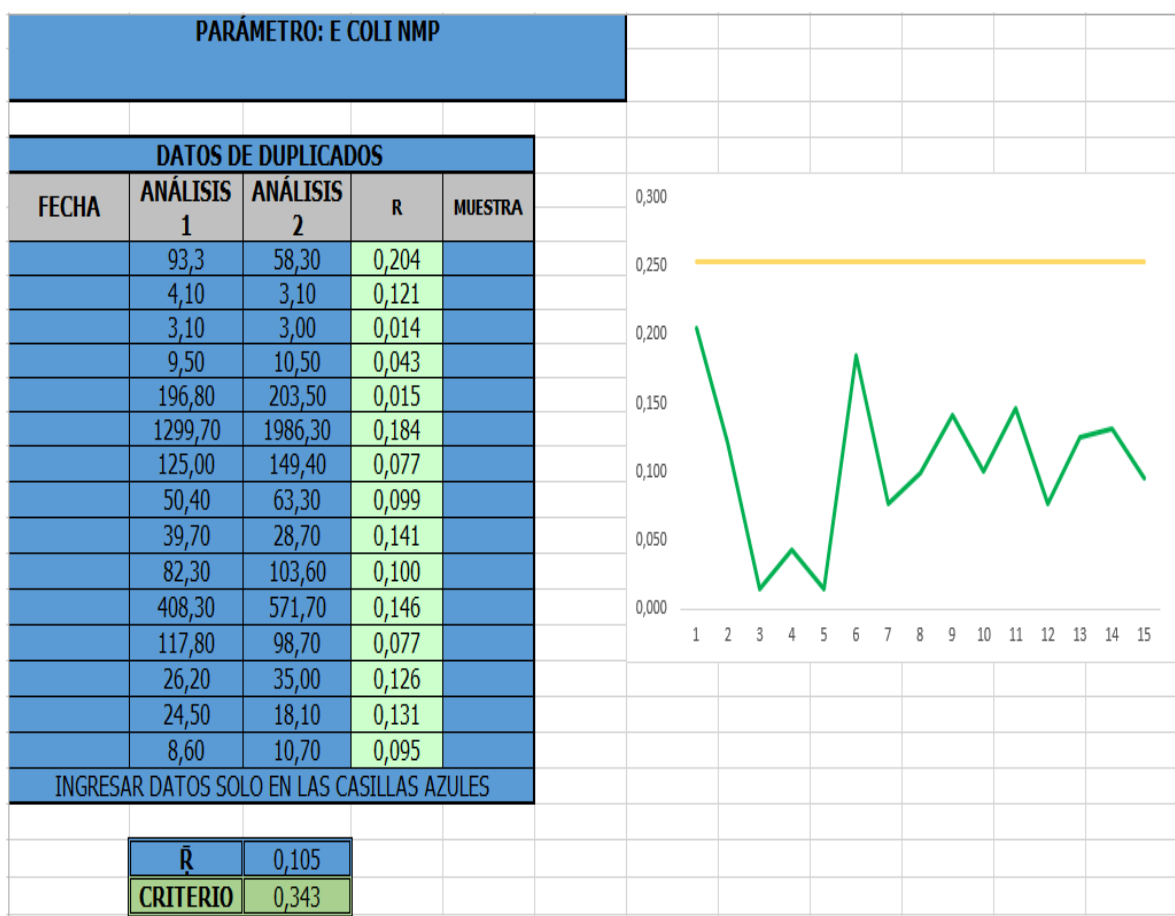 PARÁMETRO: E COLI NMP
DATOS DE DUPLICADOS
FECHA ANÁLISIS 1 ANÁLISIS 2 R MUESTRA
93,3 58,30 0,204
4,10 3,10 0,121
3,10 3,00 0,014
9,50 10,50 0,043
196,80 203,50 0,015
1299,70 1986,30 0,184
125,00 149,40 0,077
50,40 63,30 0,099
39,70 28,70 0,141
82,30 103,60 0,100
408,30 571,70 0,146
117,80 98,70 0,077
26,20 35,00 0,126
24,50 18,10 0,131
8,60 10,70 0,095
INGRESAR DATOS SOLO EN LAS CASILLAS AZULES
Ṝ 0,105
CRITERIO 0,343
0,300
0,250
0,200
0,150
0,100
0,050
0,000
1 2 3 4 5 6 7 8 9 10 11 12 13 14 15